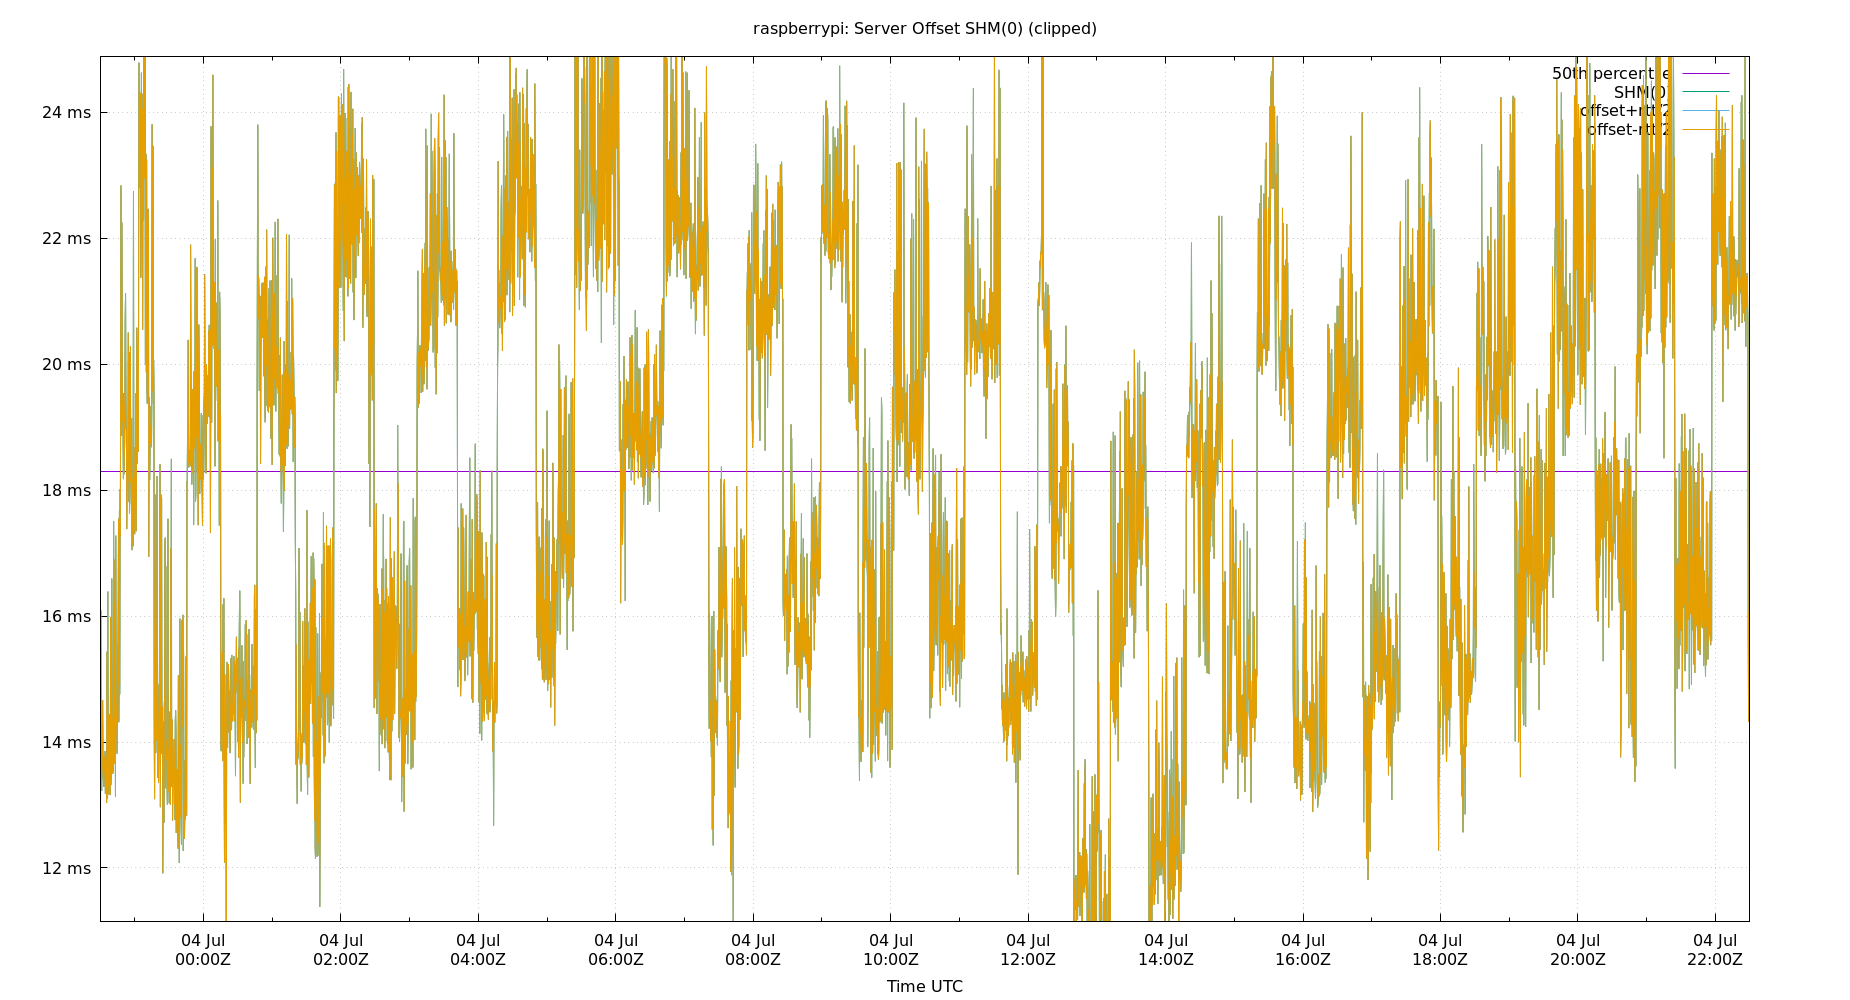 raspberrypi: Server Offset SHM(0) (clipped)
50th percentile
SHM(0)
offset+rtt/2
offset-rtt/2
24 ms
22 ms
20 ms
18 ms
16 ms
14 ms
12 ms
04 Jul 04 Jul 04 Jul 04 Jul 04 Jul 04 Jul 04 Jul 04 Jul 04 Jul 04 Jul 04 Jul 04 Jul
00:00Z 02:00Z 04:00Z 06:00Z 08:00Z 10:00Z 12:00Z 14:00Z 16:00Z 18:00Z 20:00Z 22:00Z
Time UTC